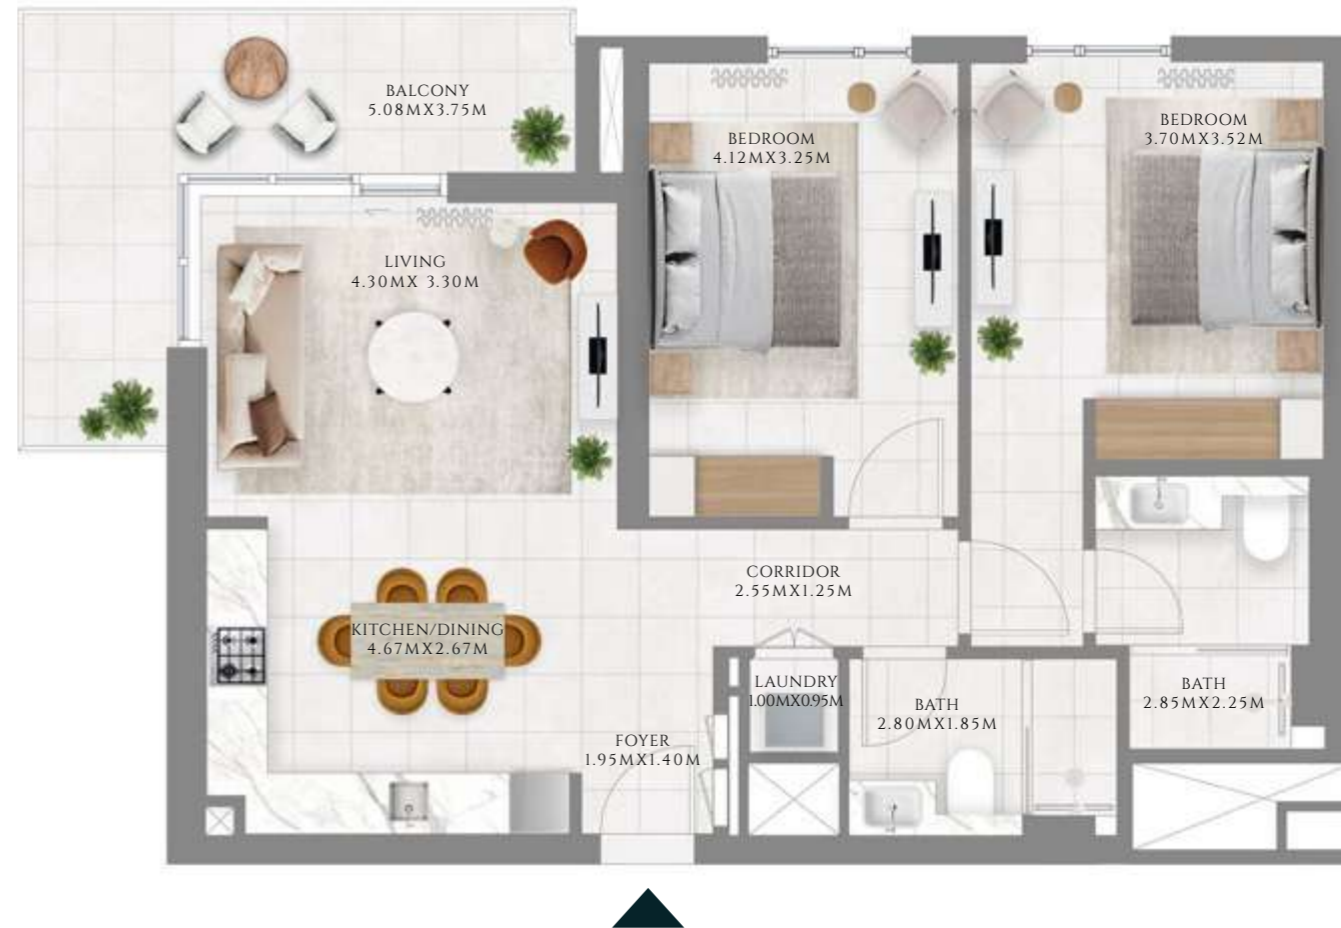 BALCONY
5.08MX3.75M
BEDROOM
4.12MX3.25M
BEDROOM
3.70MX3.52M
LIVING
4.30MX 3.30M
CORRIDOR
2.55MX1.25M
KITCHEN/DINING
4.67MX2.67M
LAUNDRY
1.00MX0.95M
BATH
2.80MX1.85M
BATH
2.85MX2.25M
FOYER
1.95MX1.40M